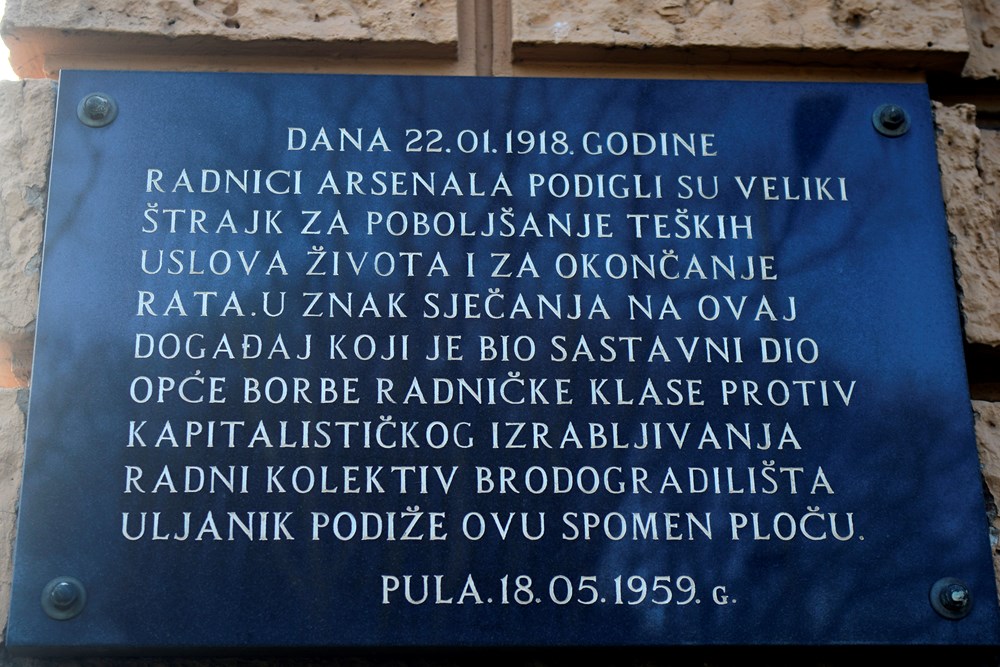 DANA 22.01.1918. GODINE
RADNICI ARSENALA PODIGLI SU VELIKI
ŠTRAJK ZA POBOLJŠANJE TEŠKIH
USLOVA ŽIVOTA I ZA OKONČANJE
RATA.U ZNAK SJEČANJA NA OVAJ
DOGAĐAJ KOJI JE BIO SASTAVNI DIO
OPĆE BORBE RADNIČKE KLASE PROTIV
KAPITALISTIČKOG IZRABLJIVANJA
RADNI KOLEKTIV BRODOGRADILIŠTA
ULJANIK PODIŽE OVU SPOMEN PLOČU.
PULA.18.05.1959. G.